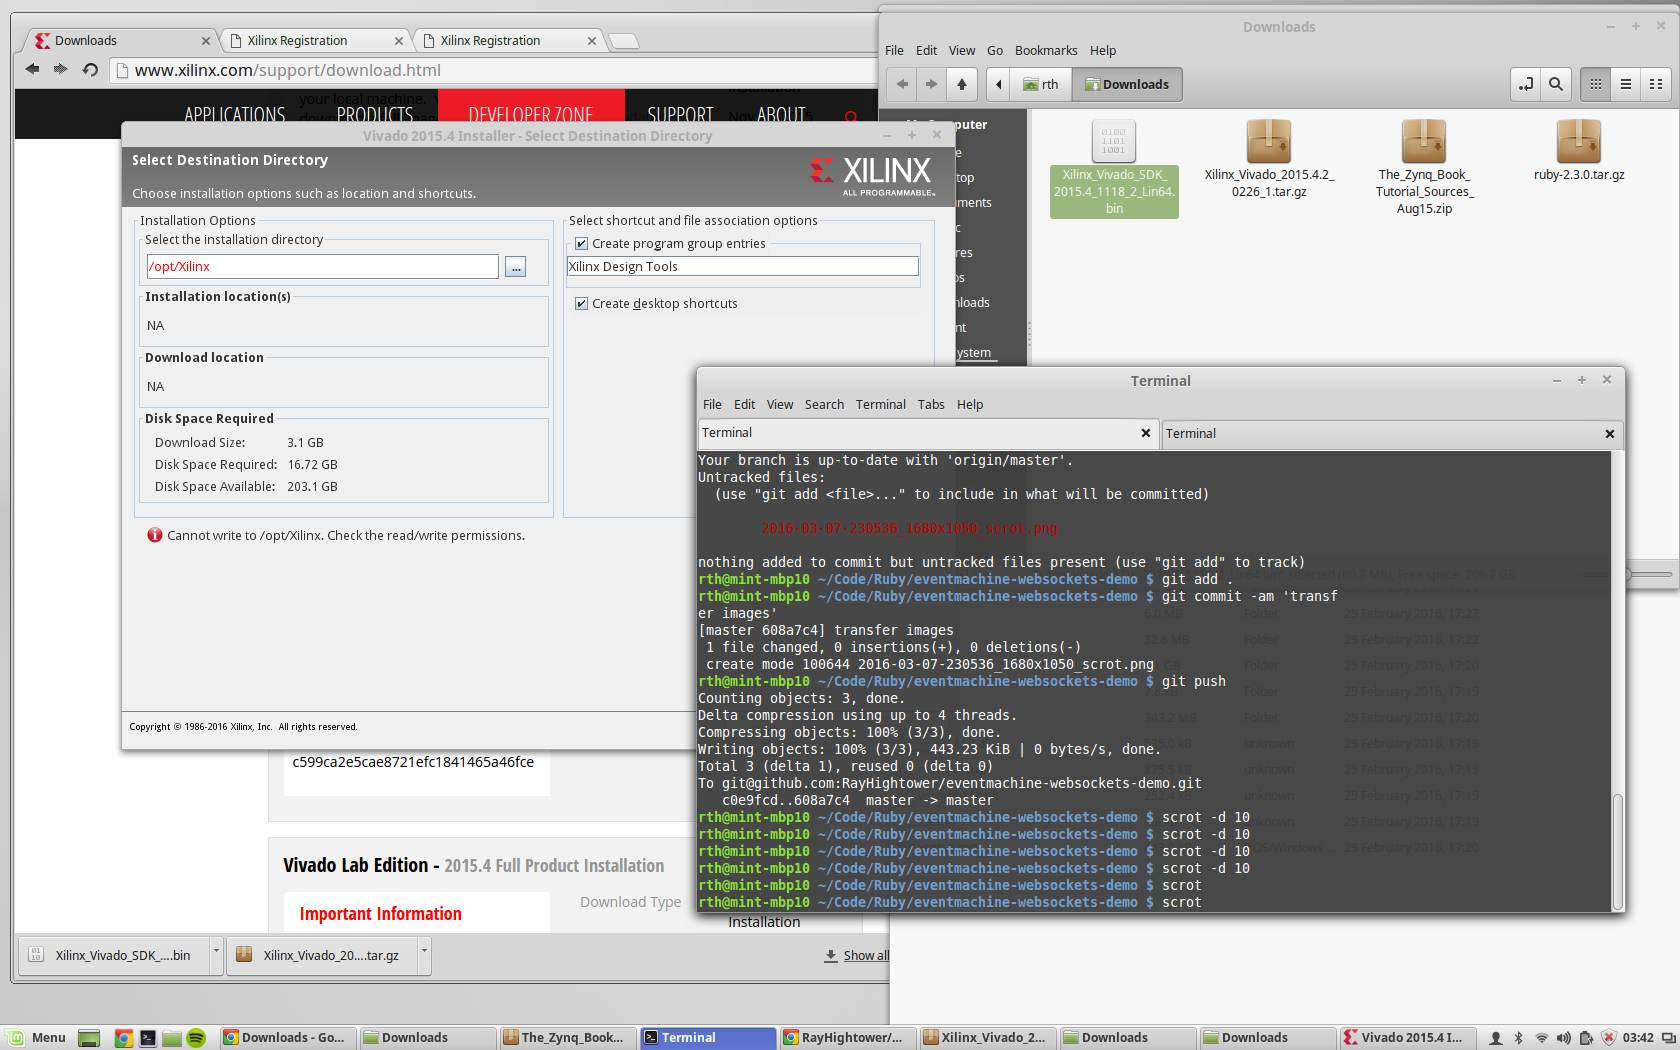 Downloads
Xilinx Registration
Xilinx Registration
www.xilinx.com/support/download.html
your local machine.
APPLICATIONS
PRODUCTS
DEVELOPER ZONE
SUPPORT
ABOUT
Vivado 2015.4 Installer - Select Destination Directory
Select Destination Directory
Choose installation options such as location and shortcuts.
XILINX
ALL PROGRAMMABLE™
Installation Options
Select the installation directory
/opt/Xilinx
...
Installation location(s)
NA
Download location
NA
Disk Space Required
Download Size: 3.1 GB
Disk Space Required: 16.72 GB
Disk Space Available: 203.1 GB
Select shortcut and file association options
Create program group entries
Xilinx Design Tools
Create desktop shortcuts
Cannot write to /opt/Xilinx. Check the read/write permissions.
Copyright © 1986-2016 Xilinx, Inc. All rights reserved.
c599ca2e5cae8721efc1841465a46fce
Vivado Lab Edition - 2015.4 Full Product Installation
Important Information
Download Type
Installation
Xilinx_Vivado_SDK_....bin
Xilinx_Vivado_20....tar.gz
Show all
Downloads
File Edit View Go Bookmarks Help
rth
Downloads
Xilinx_Vivado_SDK_
2015.4_1118_2_Lin64.
bin
Xilinx_Vivado_2015.4.2_
0226_1.tar.gz
The_Zynq_Book_
Tutorial_Sources_
Aug15.zip
ruby-2.3.0.tar.gz
Terminal
File Edit View Search Terminal Tabs Help
Terminal
Terminal
Your branch is up-to-date with 'origin/master'.
Untracked files:
(use "git add <file>..." to include in what will be committed)
2016-03-07-230536_1680x1050_scrot.png
nothing added to commit but untracked files present (use "git add" to track)
rth@mint-mbp10 ~/Code/Ruby/eventmachine-websockets-demo $ git add .
rth@mint-mbp10 ~/Code/Ruby/eventmachine-websockets-demo $ git commit -am 'transf
er images'
[master 608a7c4] transfer images
1 file changed, 0 insertions(+), 0 deletions(-)
create mode 100644 2016-03-07-230536_1680x1050_scrot.png
rth@mint-mbp10 ~/Code/Ruby/eventmachine-websockets-demo $ git push
Counting objects: 3, done.
Delta compression using up to 4 threads.
Compressing objects: 100% (3/3), done.
Writing objects: 100% (3/3), 443.23 KiB | 0 bytes/s, done.
Total 3 (delta 1), reused 0 (delta 0)
To git@github.com:RayHightower/eventmachine-websockets-demo.git
c0e9fcd..608a7c4 master -> master
rth@mint-mbp10 ~/Code/Ruby/eventmachine-websockets-demo $ scrot -d 10
rth@mint-mbp10 ~/Code/Ruby/eventmachine-websockets-demo $ scrot -d 10
rth@mint-mbp10 ~/Code/Ruby/eventmachine-websockets-demo $ scrot -d 10
rth@mint-mbp10 ~/Code/Ruby/eventmachine-websockets-demo $ scrot -d 10
rth@mint-mbp10 ~/Code/Ruby/eventmachine-websockets-demo $ scrot
rth@mint-mbp10 ~/Code/Ruby/eventmachine-websockets-demo $ scrot
Menu
Downloads - Go...
Downloads
The_Zynq_Book...
Terminal
RayHightower/...
Xilinx_Vivado_2...
Downloads
Downloads
Vivado 2015.4 I...
03:42